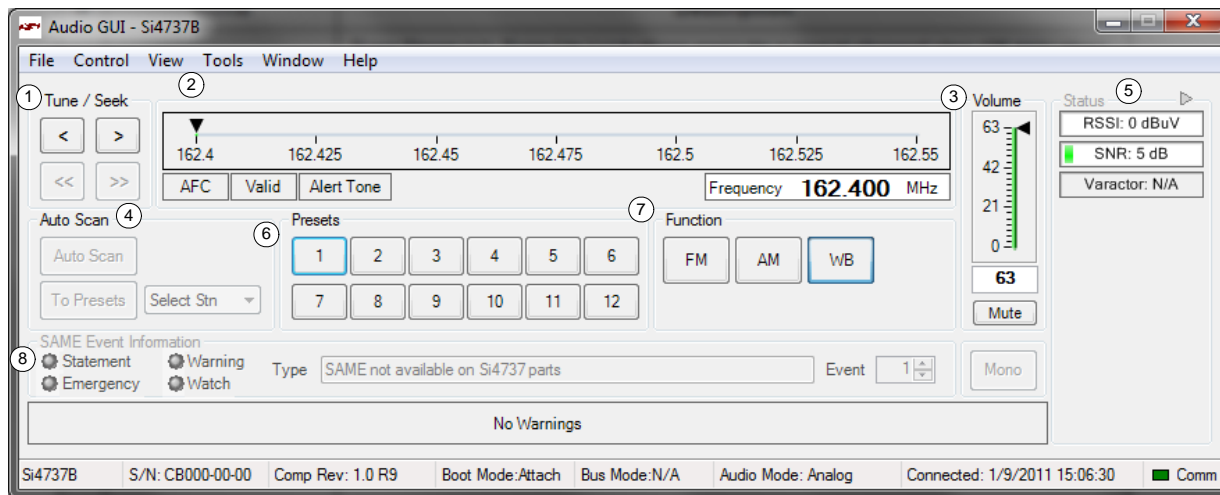 Audio GUI - Si4737B
File Control View Tools Window Help
1 Tune / Seek
2
3 Volume
5 Status
< >
<< >>
162.4 162.425 162.45 162.475 162.5 162.525 162.55
AFC Valid Alert Tone
Frequency 162.400 MHz
63
42
21
0
63
Mute
RSSI: 0 dBuV
SNR: 5 dB
Varactor: N/A
Auto Scan 4
Auto Scan
To Presets Select Stn
6 Presets
1 2 3 4 5 6
7 8 9 10 11 12
7 Function
FM AM WB
SAME Event Information
8 Statement Warning
Emergency Watch
Type SAME not available on Si4737 parts Event 1
Mono
No Warnings
Si4737B S/N: CB000-00-00 Comp Rev: 1.0 R9 Boot Mode:Attach Bus Mode:N/A Audio Mode: Analog Connected: 1/9/2011 15:06:30 Comm